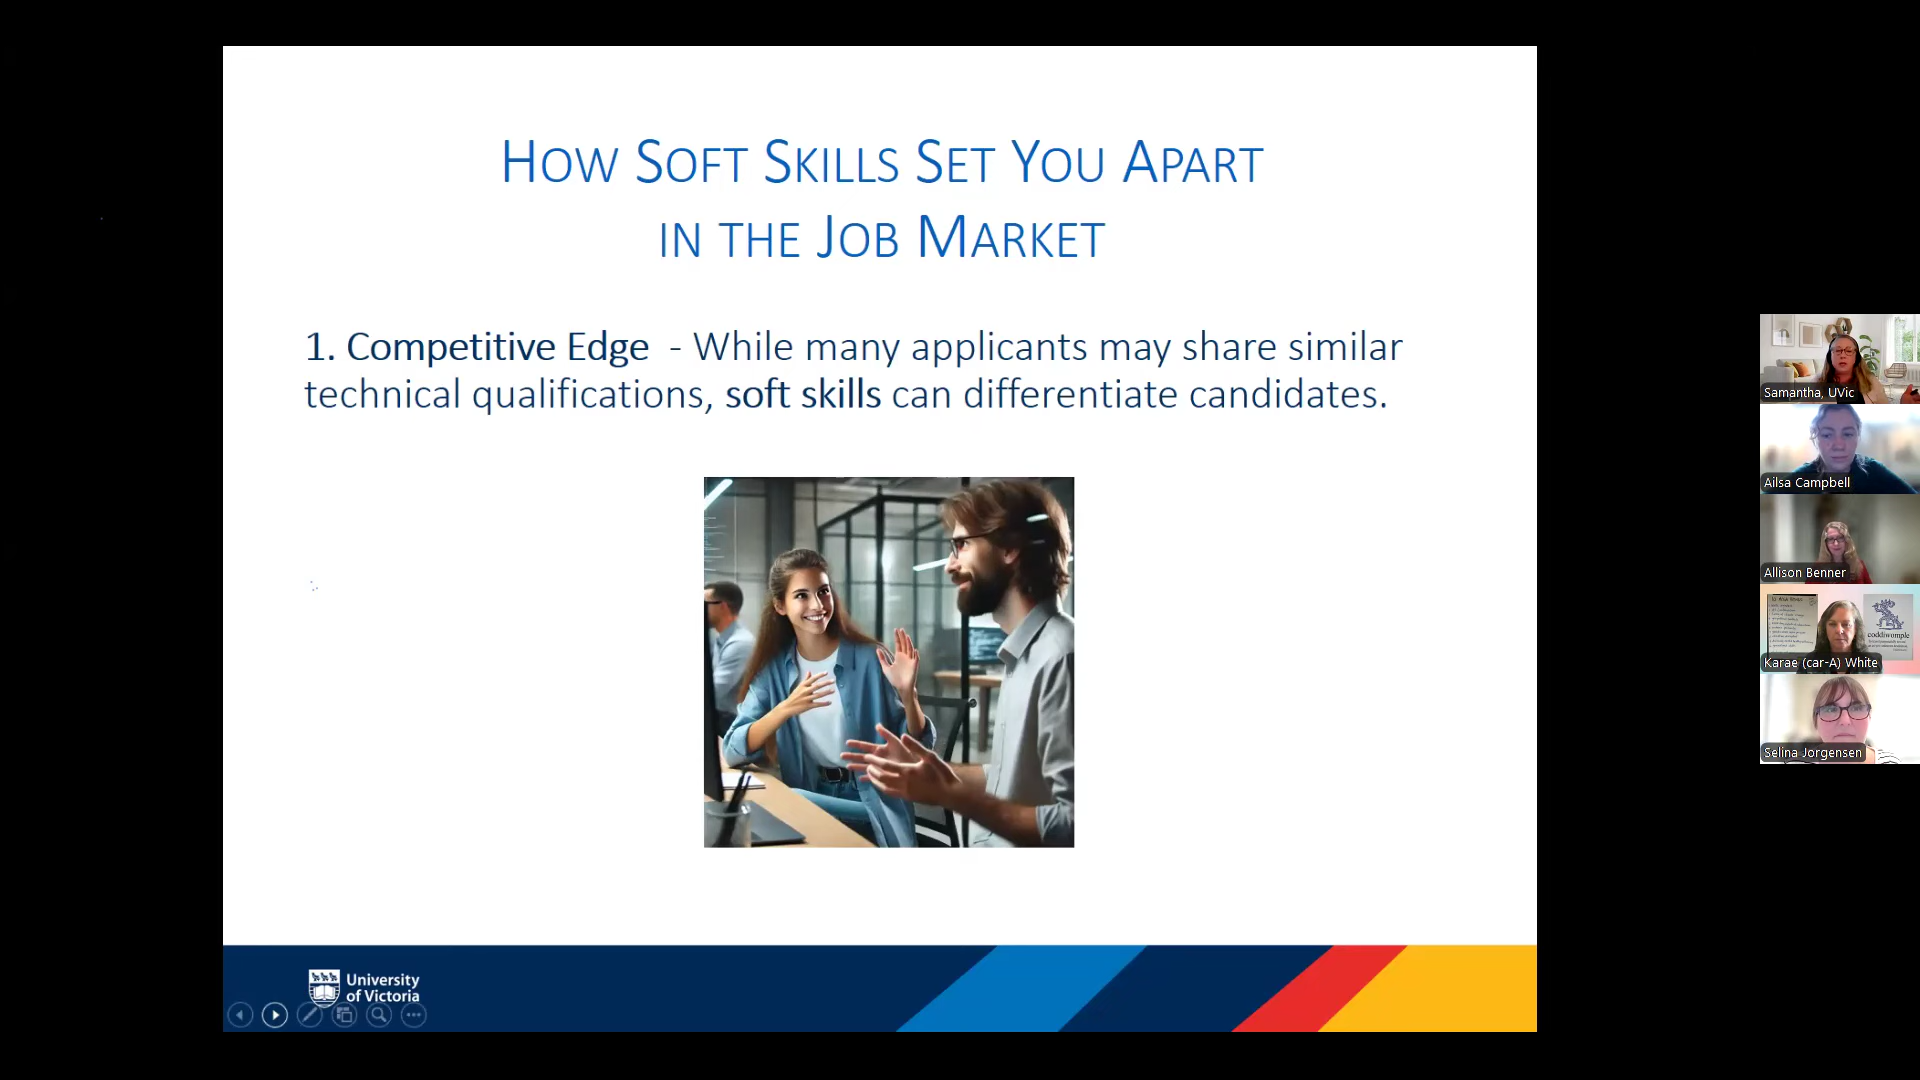 HOW SOFT SKILLS SET YOU APART
IN THE JOB MARKET
1. Competitive Edge - While many applicants may share similar
technical qualifications, soft skills can differentiate candidates.
University
of Victoria
Samantha, UVic
Ailsa Campbell
Allison Benner
coddiwomple
Karae (car-A) White
Selina Jorgensen